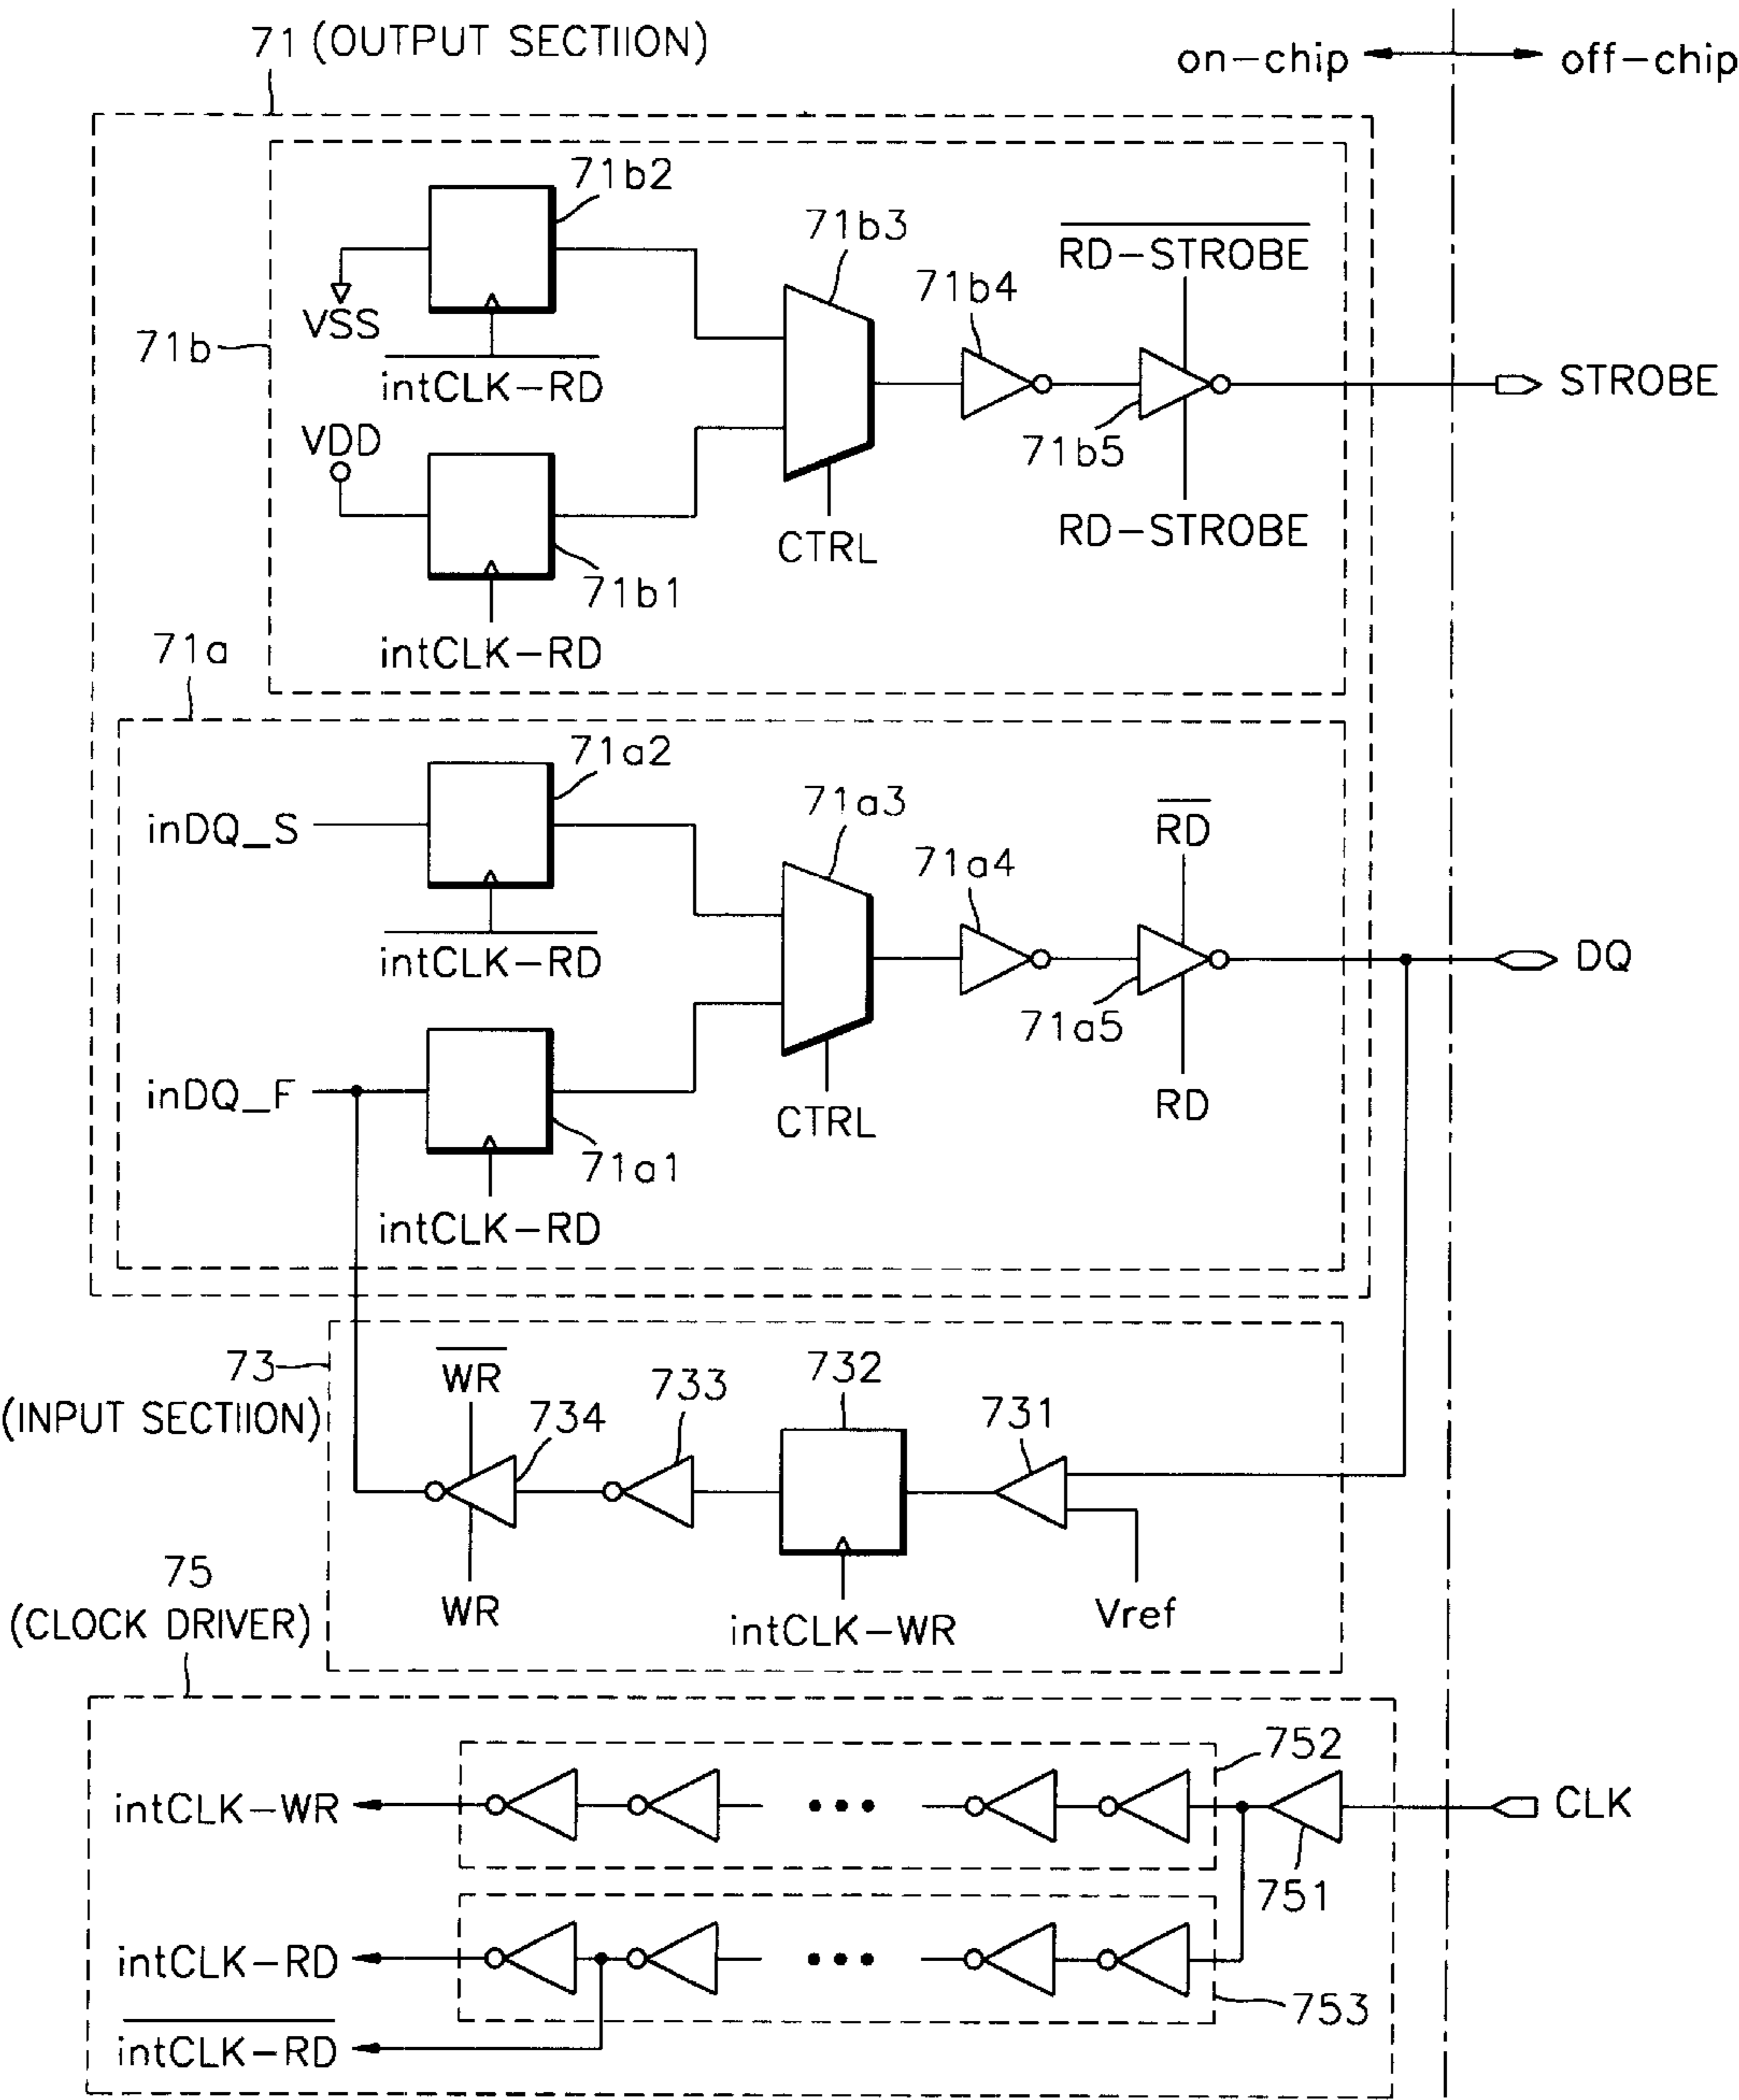 71 (OUTPUT SECTIION)
on-chip
off-chip
71b2
71b3
RD-STROBE
71b4
VSS
71b
intCLK-RD
STROBE
VDD
71b5
RD-STROBE
CTRL
71b1
71a
intCLK-RD
71a2
71a3
RD
inDQ_S
71a4
intCLK-RD
DQ
71a5
inDQ_F
RD
CTRL
71a1
intCLK-RD
73
(INPUT SECTIION)
WR
732
733
734
731
75
(CLOCK DRIVER)
WR
intCLK-WR
Vref
752
intCLK-WR
CLK
751
intCLK-RD
753
intCLK-RD